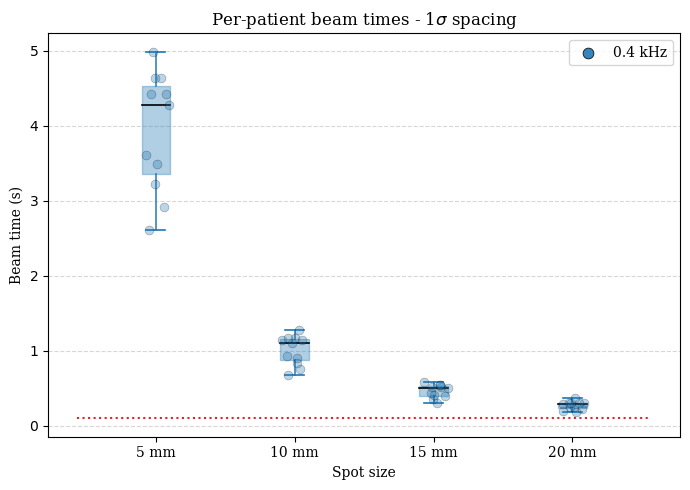 Per-patient beam times - 1σ spacing
0.4 kHz
Beam time (s)
5
4
3
2
1
0
5 mm
10 mm
15 mm
20 mm
Spot size